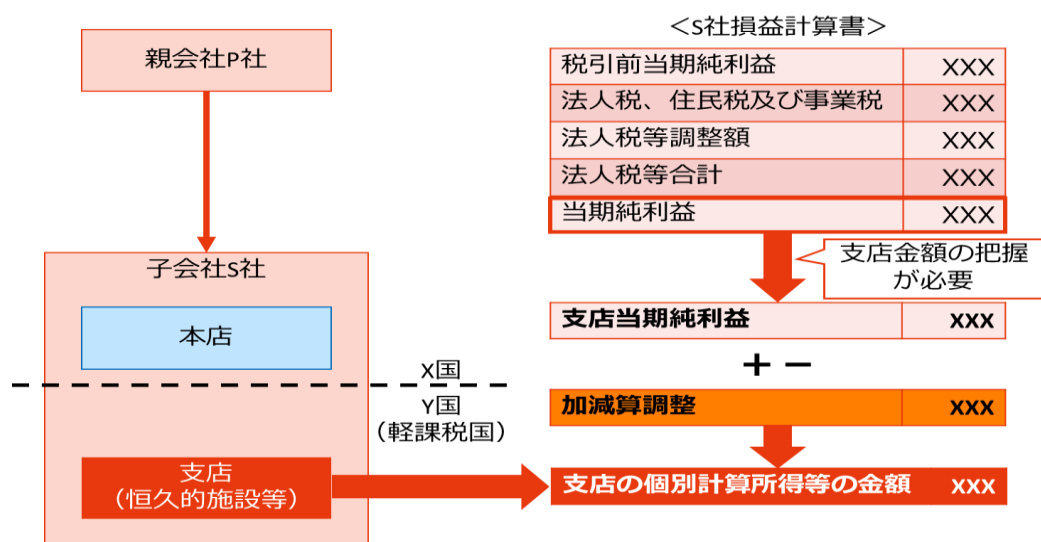 親会社P社
子会社S社
本店
X国
Y国
（軽課税国）
支店
（恒久的施設等）
＜S社損益計算書＞
税引前当期純利益 XXX
法人税、住民税及び事業税 XXX
法人税等調整額 XXX
法人税等合計 XXX
当期純利益 XXX
支店金額の把握
が必要
支店当期純利益 XXX
＋－
加減算調整 XXX
支店の個別計算所得等の金額 XXX